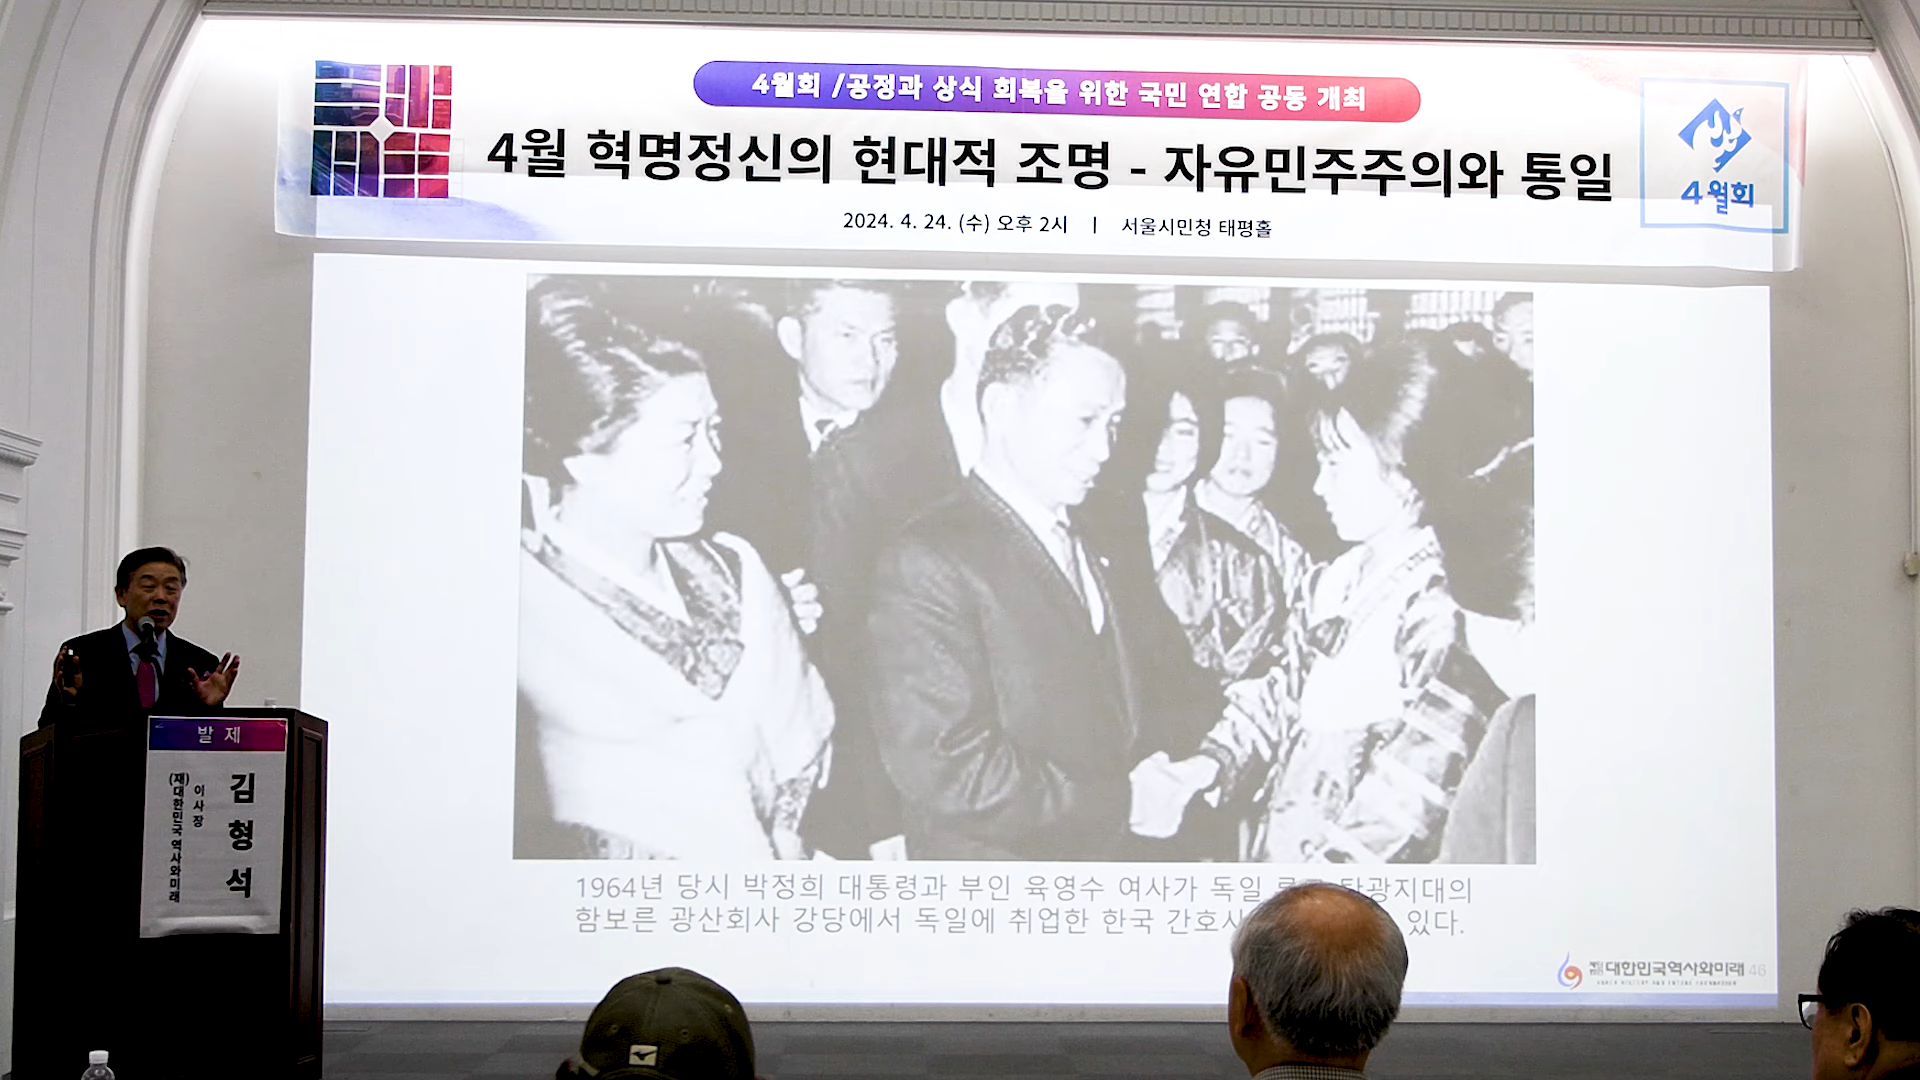 4월회 /공정과 상식 회복을 위한 국민 연합 공동 개최
4월 혁명정신의 현대적 조명 - 자유민주주의와 통일
2024. 4. 24. (수) 오후 2시 | 서울시민청 태평홀
4월회
발 제
김형석
이사장
(재)대한민국 역사와미래
1964년 당시 박정희 대통령과 부인 육영수 여사가 독일 탄광지대의
함보른 광산회사 강당에서 독일에 취업한 한국 간호사 있다.
대한민국역사와미래 46